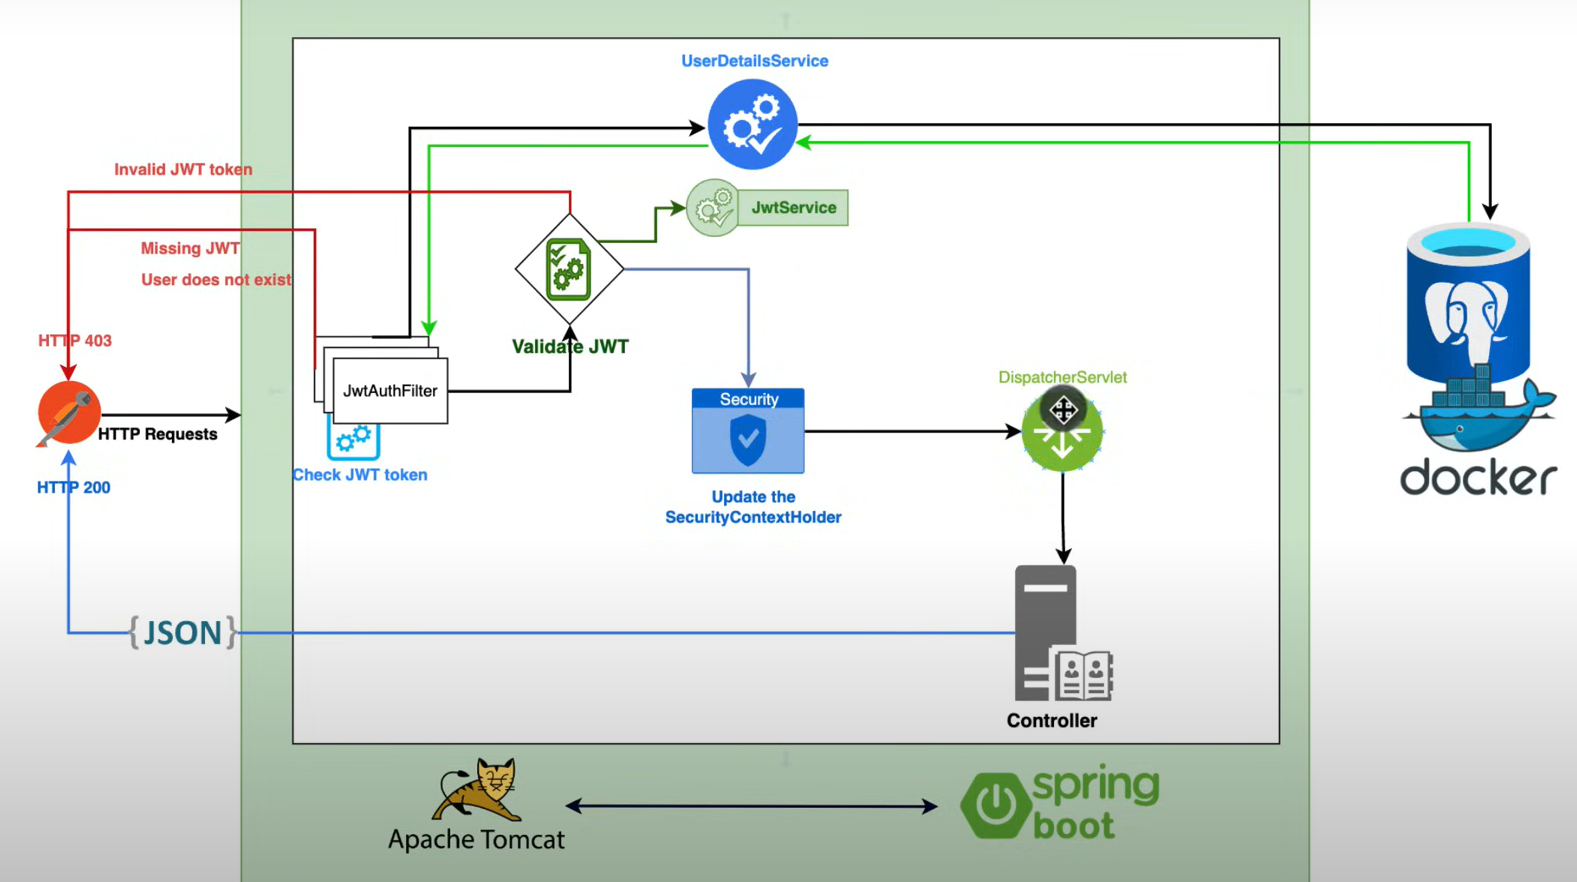 UserDetailsService
Invalid JWT token
JwtService
Missing JWT
User does not exist
HTTP 403
Validate JWT
DispatcherServlet
JwtAuthFilter
Security
HTTP Requests
Check JWT token
HTTP 200
Update the
SecurityContextHolder
docker
{JSON}
Controller
Apache Tomcat
spring
boot